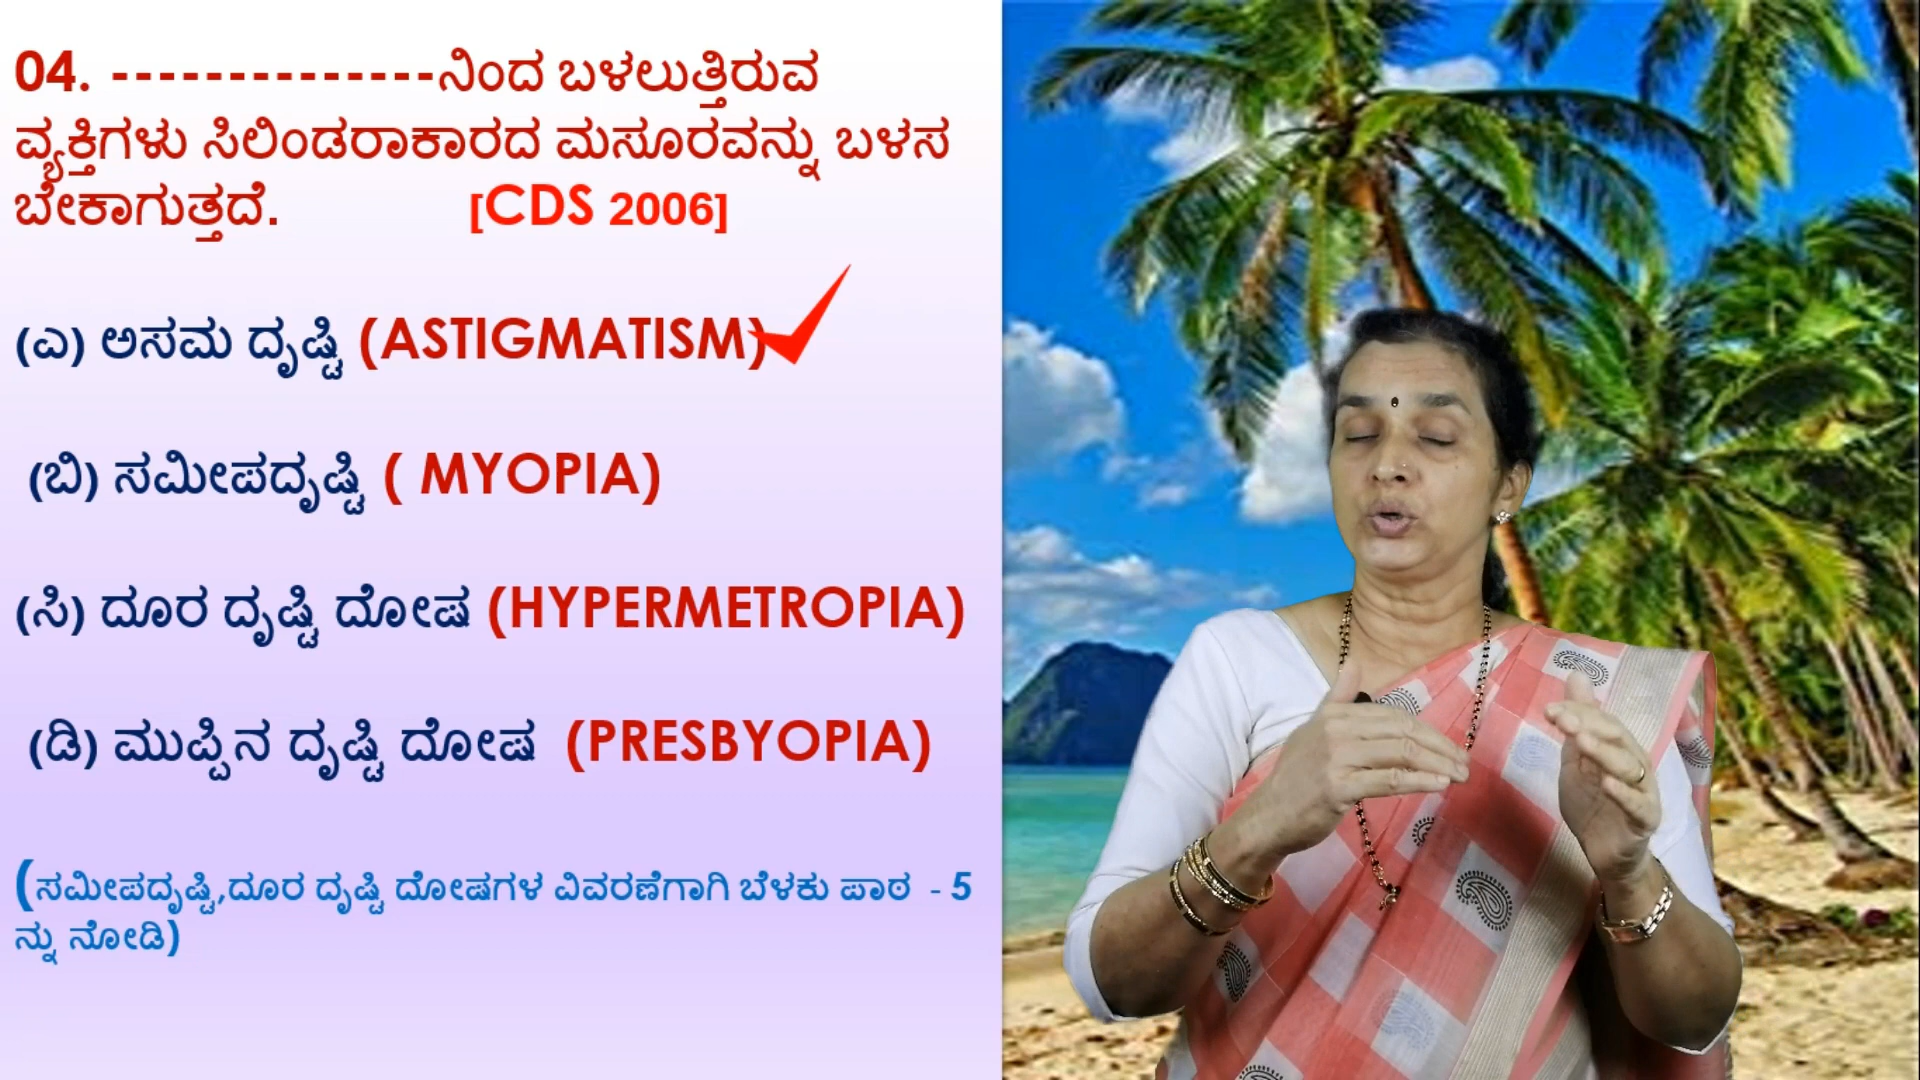 04. --------------ನಿಂದ ಬಳಲುತ್ತಿರುವ
ವ್ಯಕ್ತಿಗಳು ಸಿಲಿಂಡರಾಕಾರದ ಮಸೂರವನ್ನು ಬಳಸ
ಬೇಕಾಗುತ್ತದೆ. [CDS 2006]
(ಎ) ಅಸಮ ದೃಷ್ಟಿ (ASTIGMATISM)
(ಬಿ) ಸಮೀಪದೃಷ್ಟಿ ( MYOPIA)
(ಸಿ) ದೂರ ದೃಷ್ಟಿ ದೋಷ (HYPERMETROPIA)
(ಡಿ) ಮುಪ್ಪಿನ ದೃಷ್ಟಿ ದೋಷ (PRESBYOPIA)
(ಸಮೀಪದೃಷ್ಟಿ,ದೂರ ದೃಷ್ಟಿ ದೋಷಗಳ ವಿವರಣೆಗಾಗಿ ಬೆಳಕು ಪಾಠ - 5
ನ್ನು ನೋಡಿ)